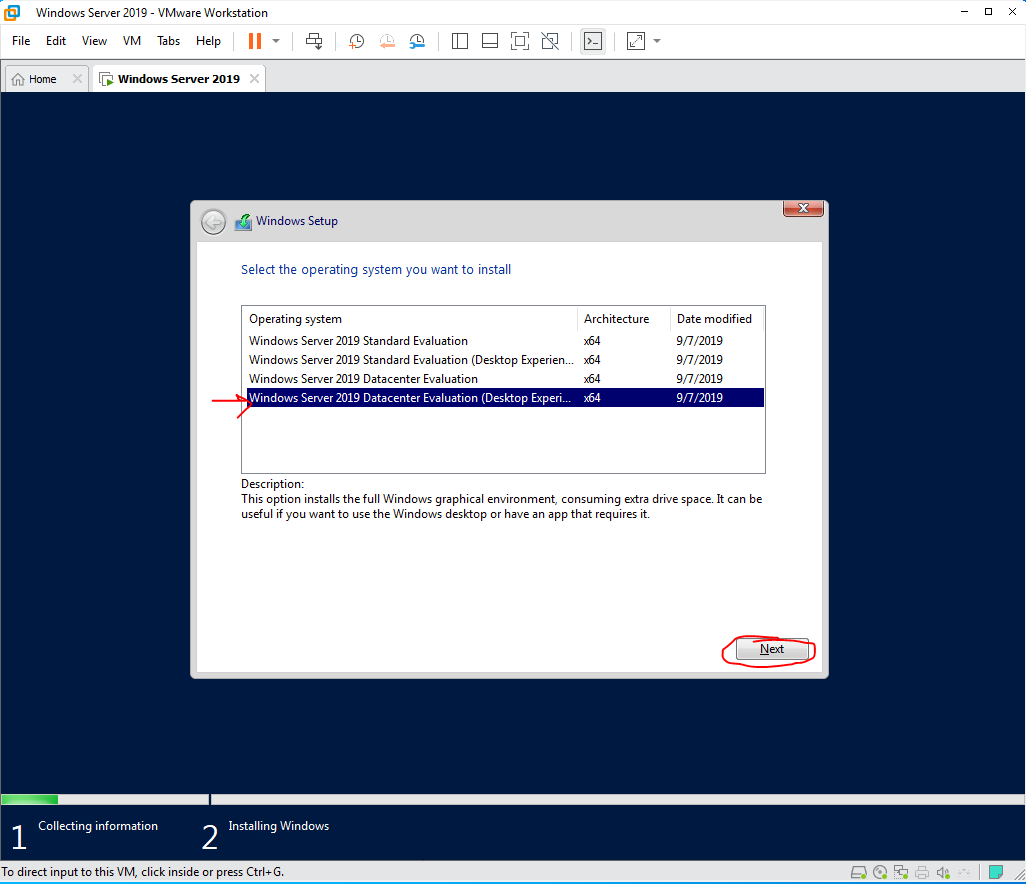 Windows Server 2019 - VMware Workstation
File Edit View VM Tabs Help
Home Windows Server 2019
Windows Setup
Select the operating system you want to install
Operating system Architecture Date modified
Windows Server 2019 Standard Evaluation x64 9/7/2019
Windows Server 2019 Standard Evaluation (Desktop Experien... x64 9/7/2019
Windows Server 2019 Datacenter Evaluation x64 9/7/2019
Windows Server 2019 Datacenter Evaluation (Desktop Experi... x64 9/7/2019
Description:
This option installs the full Windows graphical environment, consuming extra drive space. It can be
useful if you want to use the Windows desktop or have an app that requires it.
Next
1 Collecting information 2 Installing Windows
To direct input to this VM, click inside or press Ctrl+G.